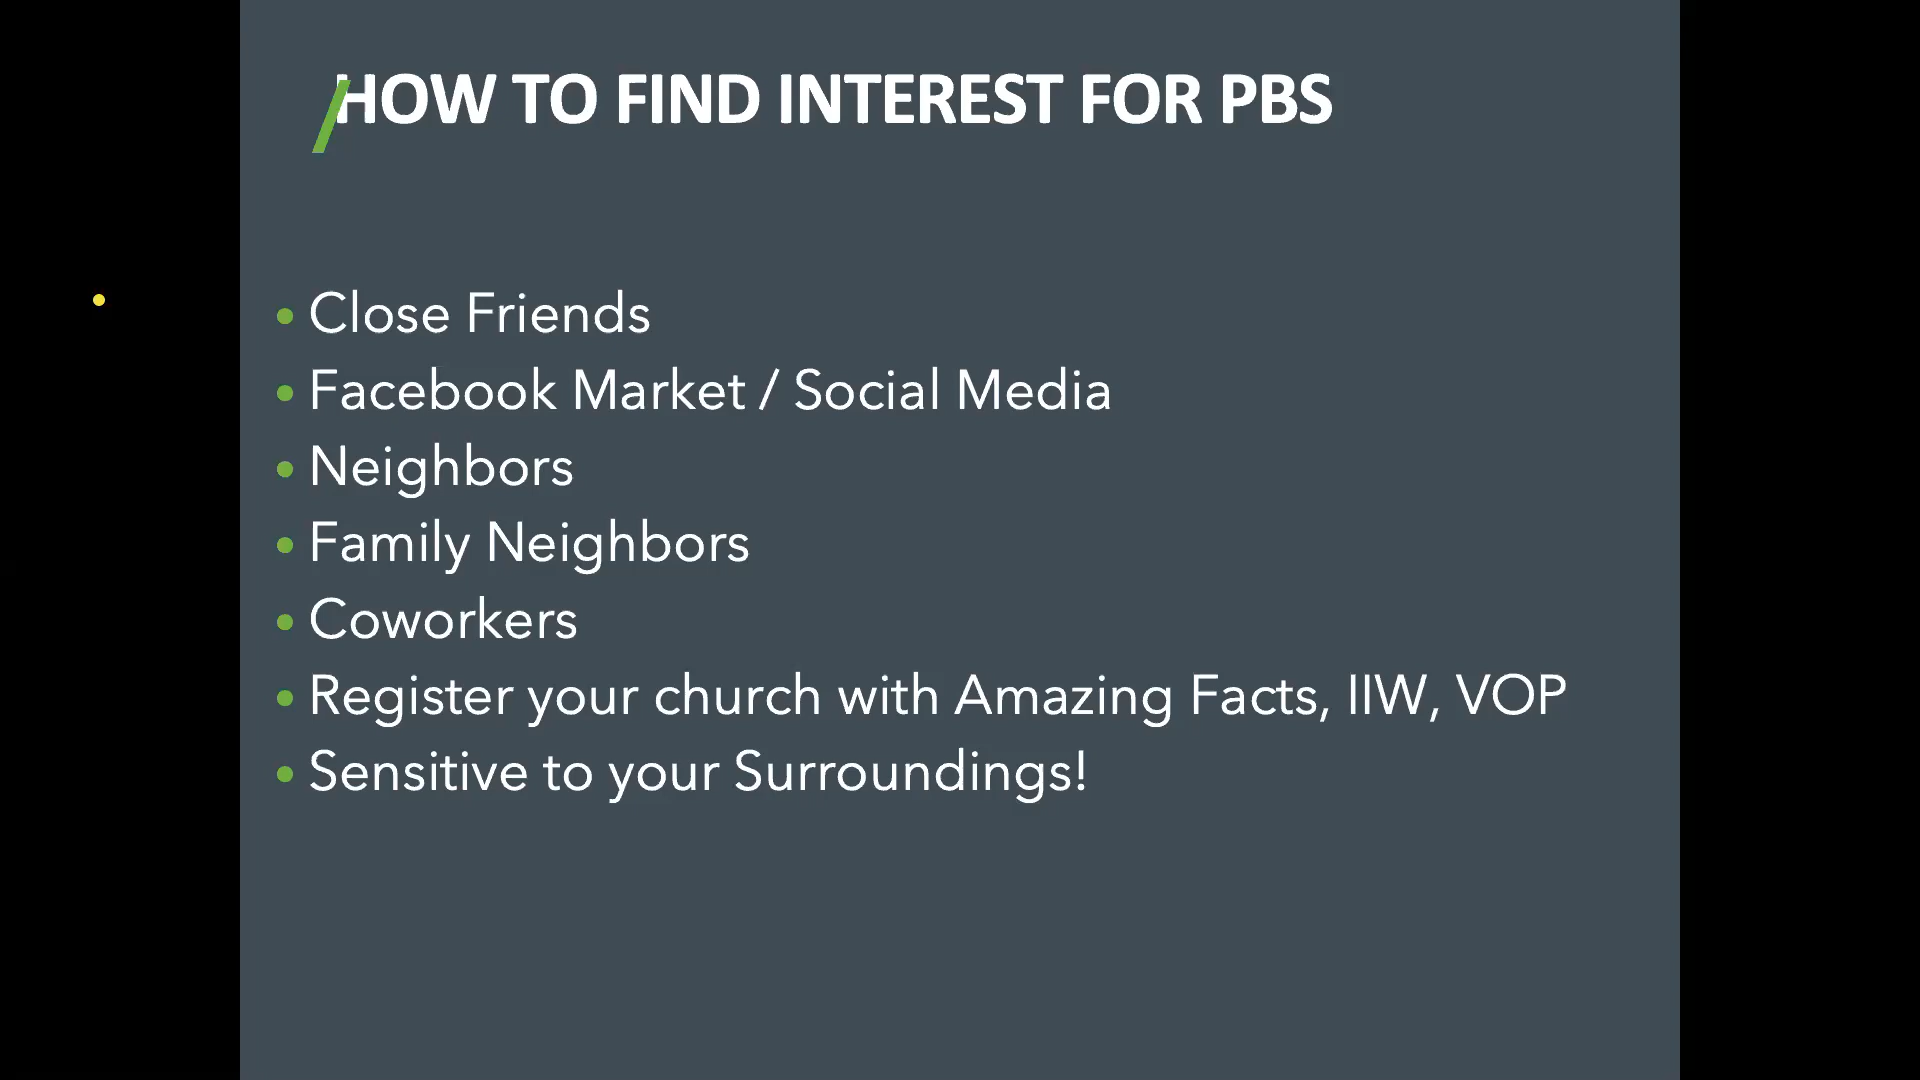 HOW TO FIND INTEREST FOR PBS
• Close Friends
• Facebook Market / Social Media
• Neighbors
• Family Neighbors
• Coworkers
• Register your church with Amazing Facts, IIW, VOP
• Sensitive to your Surroundings!